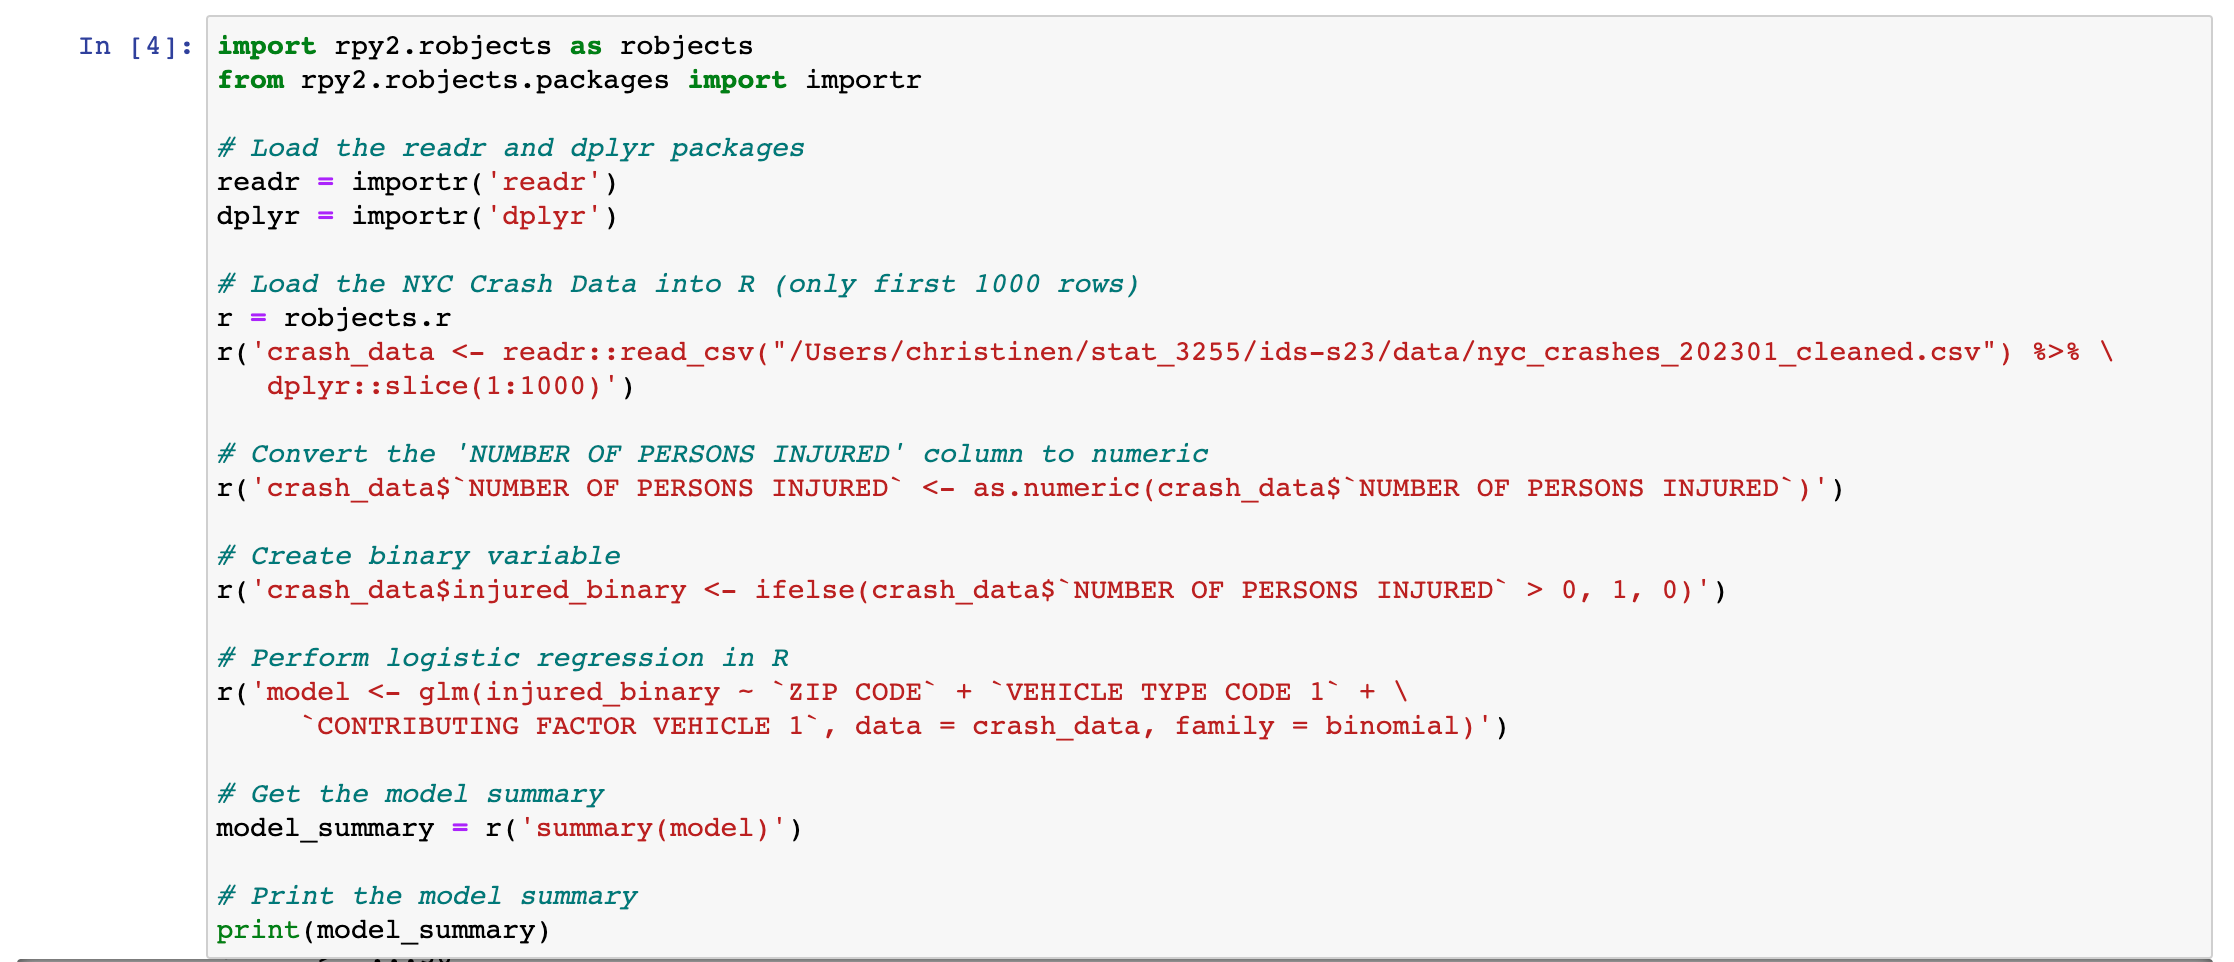 In [4]: import rpy2.robjects as robjects
from rpy2.robjects.packages import importr
# Load the readr and dplyr packages
readr = importr('readr')
dplyr = importr('dplyr')
# Load the NYC Crash Data into R (only first 1000 rows)
r = robjects.r
r('crash_data <- readr::read_csv("/Users/christinen/stat_3255/ids-s23/data/nyc_crashes_202301_cleaned.csv") %>% \
   dplyr::slice(1:1000)')
# Convert the 'NUMBER OF PERSONS INJURED' column to numeric
r('crash_data$`NUMBER OF PERSONS INJURED` <- as.numeric(crash_data$`NUMBER OF PERSONS INJURED`)')
# Create binary variable
r('crash_data$injured_binary <- ifelse(crash_data$`NUMBER OF PERSONS INJURED` > 0, 1, 0)')
# Perform logistic regression in R
r('model <- glm(injured_binary ~ `ZIP CODE` + `VEHICLE TYPE CODE 1` + \
     `CONTRIBUTING FACTOR VEHICLE 1`, data = crash_data, family = binomial)')
# Get the model summary
model_summary = r('summary(model)')
# Print the model summary
print(model_summary)